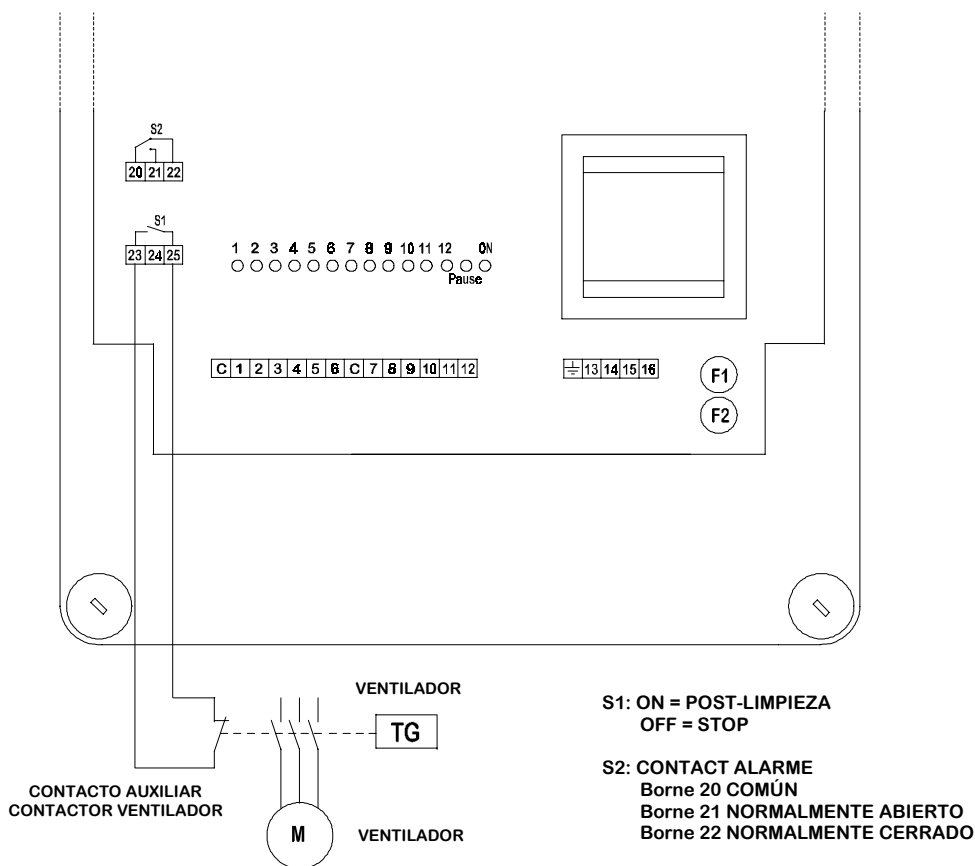 S2
20 21 22
S1
23 24 25
1 2 3 4 5 6 7 8 9 10 11 12 ON
Pause
C 1 2 3 4 5 6 C 7 8 9 10 11 12
13 14 15 16
F1
F2
VENTILADOR
TG
CONTACTO AUXILIAR
CONTACTOR VENTILADOR
M
VENTILADOR
S1: ON = POST-LIMPIEZA
OFF = STOP
S2: CONTACT ALARME
Borne 20 COMÚN
Borne 21 NORMALMENTE ABIERTO
Borne 22 NORMALMENTE CERRADO